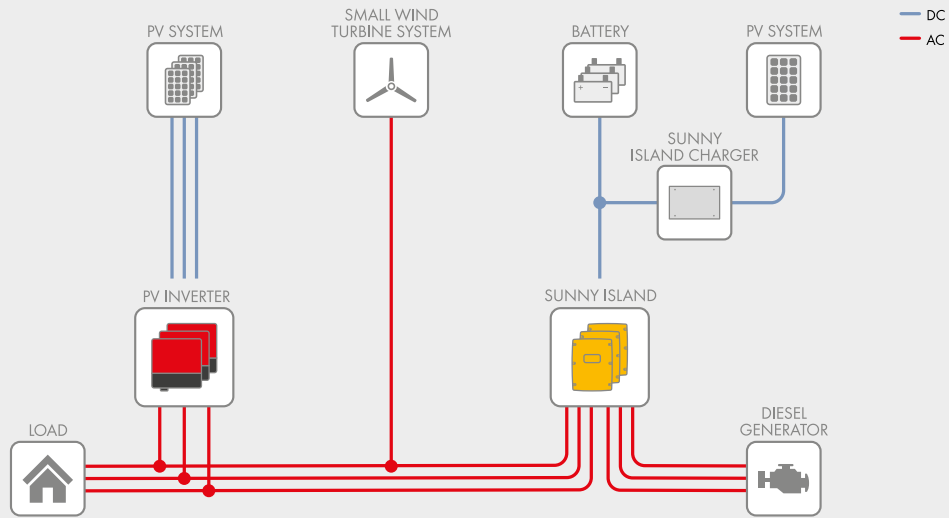 SMALL WIND
PV SYSTEM
TURBINE SYSTEM
BATTERY
PV SYSTEM
DC
AC
SUNNY
ISLAND CHARGER
PV INVERTER
SUNNY ISLAND
LOAD
DIESEL
GENERATOR